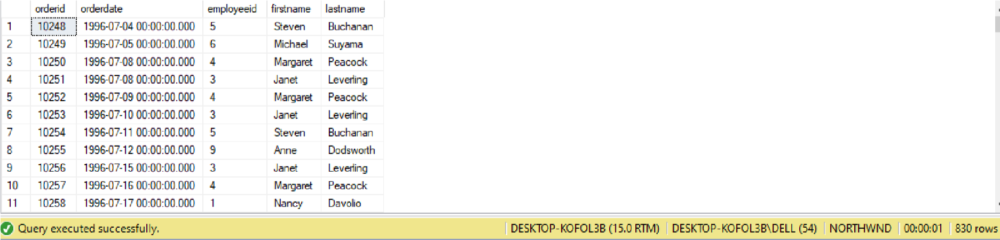 orderid orderdate employeeid firstname lastname
1 10248 1996-07-04 00:00:00.000 5 Steven Buchanan
2 10249 1996-07-05 00:00:00.000 6 Michael Suyama
3 10250 1996-07-08 00:00:00.000 4 Margaret Peacock
4 10251 1996-07-08 00:00:00.000 3 Janet Leverling
5 10252 1996-07-09 00:00:00.000 4 Margaret Peacock
6 10253 1996-07-10 00:00:00.000 3 Janet Leverling
7 10254 1996-07-11 00:00:00.000 5 Steven Buchanan
8 10255 1996-07-12 00:00:00.000 9 Anne Dodsworth
9 10256 1996-07-15 00:00:00.000 3 Janet Leverling
10 10257 1996-07-16 00:00:00.000 4 Margaret Peacock
11 10258 1996-07-17 00:00:00.000 1 Nancy Davolio
Query executed successfully. DESKTOP-KOFOL3B (15.0 RTM) DESKTOP-KOFOL3B\DELL (54) NORTHWND 00:00:01 830 rows